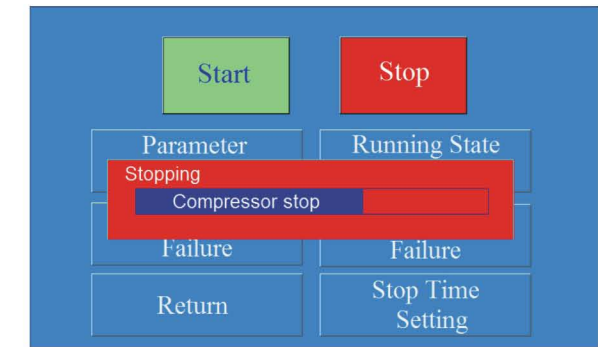 Start
Stop
Parameter
Running State
Stopping
Compressor stop
Failure
Failure
Return
Stop Time
Setting